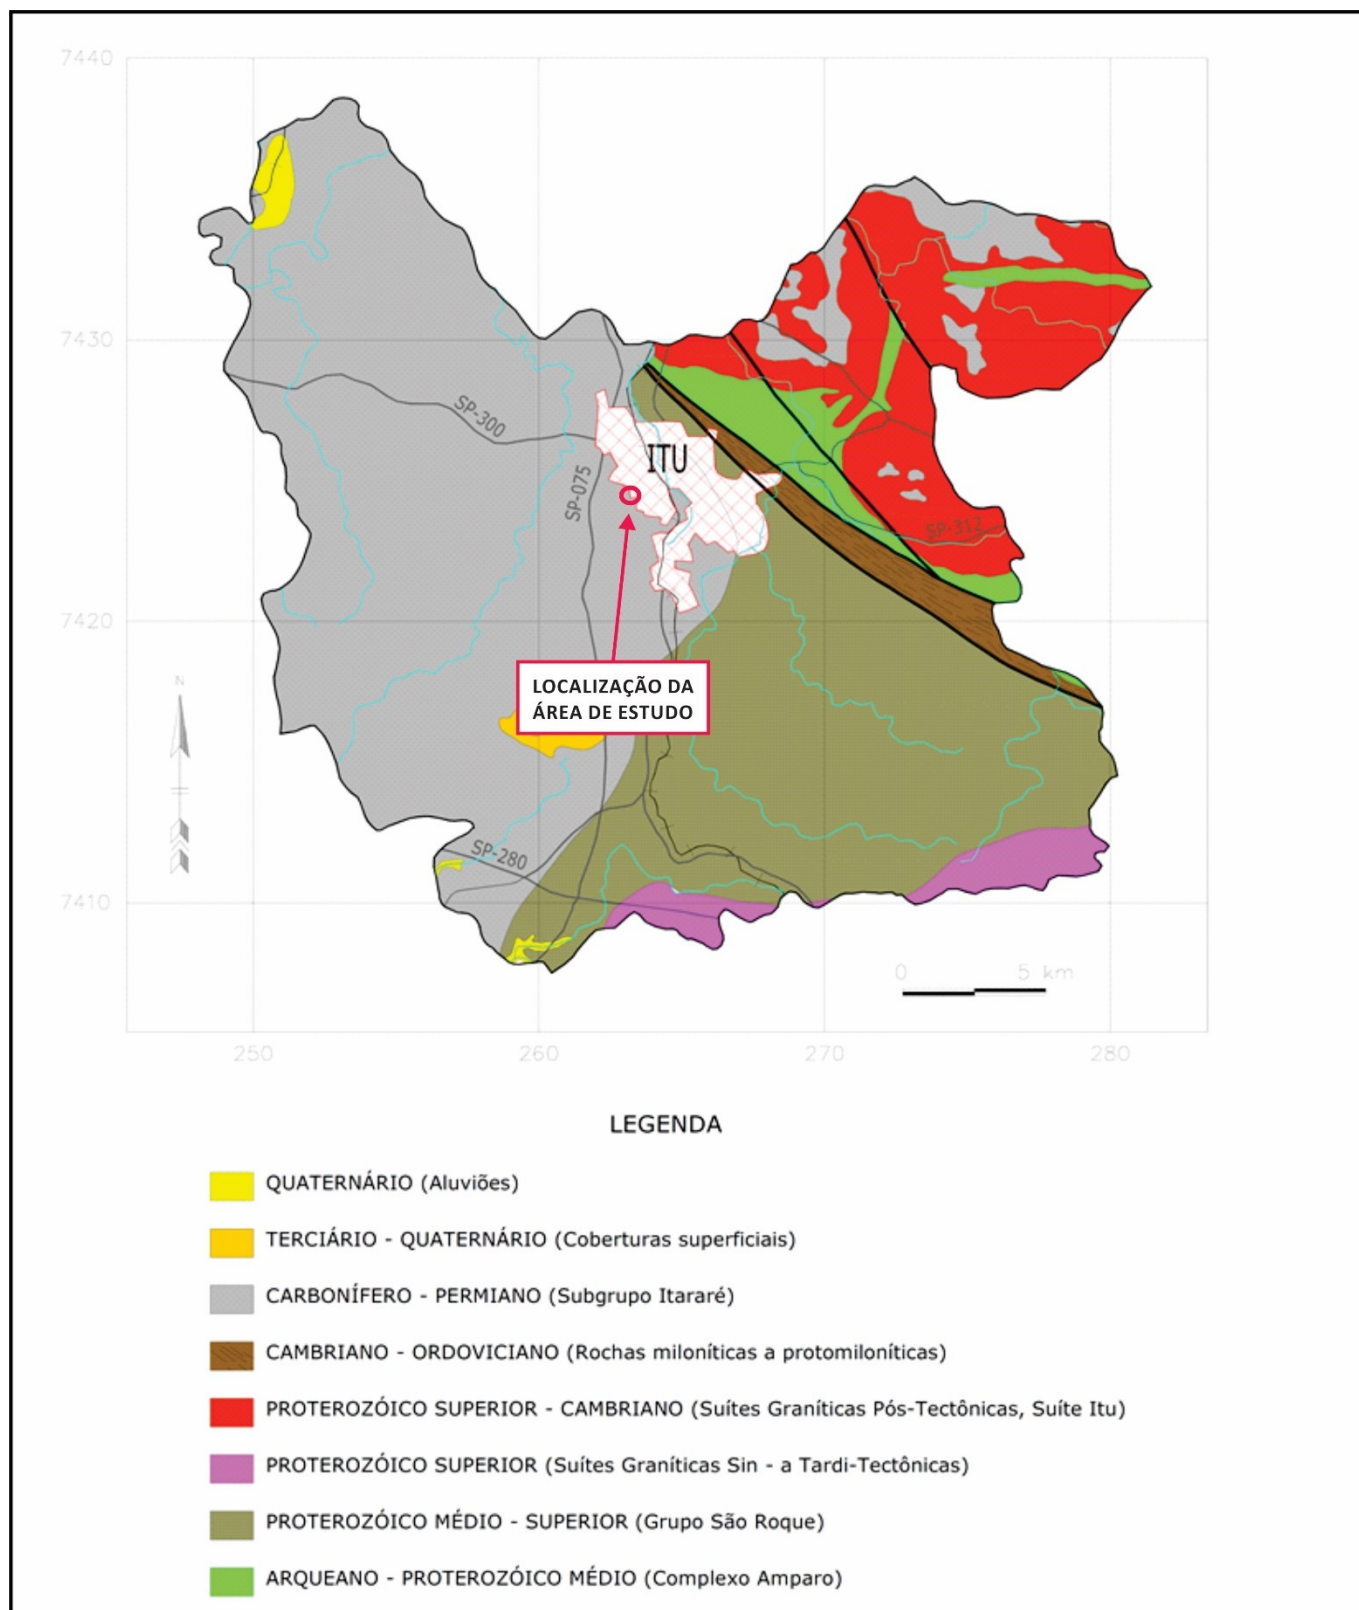 7440
7430
7420
7410
250
260
270
280
N
SP-300
SP-075
ITU
SP-312
LOCALIZAÇÃO DA
ÁREA DE ESTUDO
SP-280
0 5 km
LEGENDA
QUATERNÁRIO (Aluviões)
TERCIÁRIO - QUATERNÁRIO (Coberturas superficiais)
CARBONÍFERO - PERMIANO (Subgrupo Itararé)
CAMBRIANO - ORDOVICIANO (Rochas miloníticas a protomiloníticas)
PROTEROZÓICO SUPERIOR - CAMBRIANO (Suítes Graníticas Pós-Tectônicas, Suíte Itu)
PROTEROZÓICO SUPERIOR (Suítes Graníticas Sin - a Tardi-Tectônicas)
PROTEROZÓICO MÉDIO - SUPERIOR (Grupo São Roque)
ARQUEANO - PROTEROZÓICO MÉDIO (Complexo Amparo)